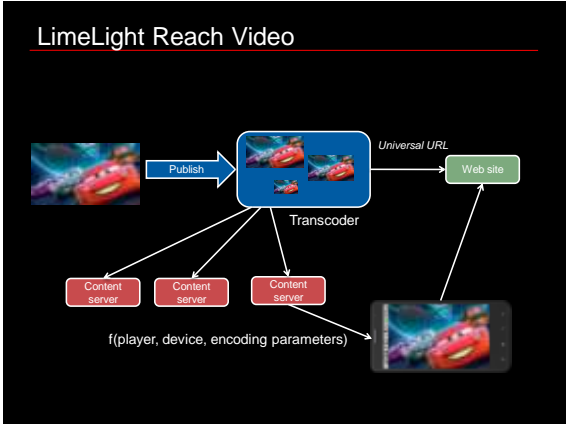 LimeLight Reach Video
Universal URL
Publish
Web site
Transcoder
Content
server
Content
server
Content
server
f(player, device, encoding parameters)